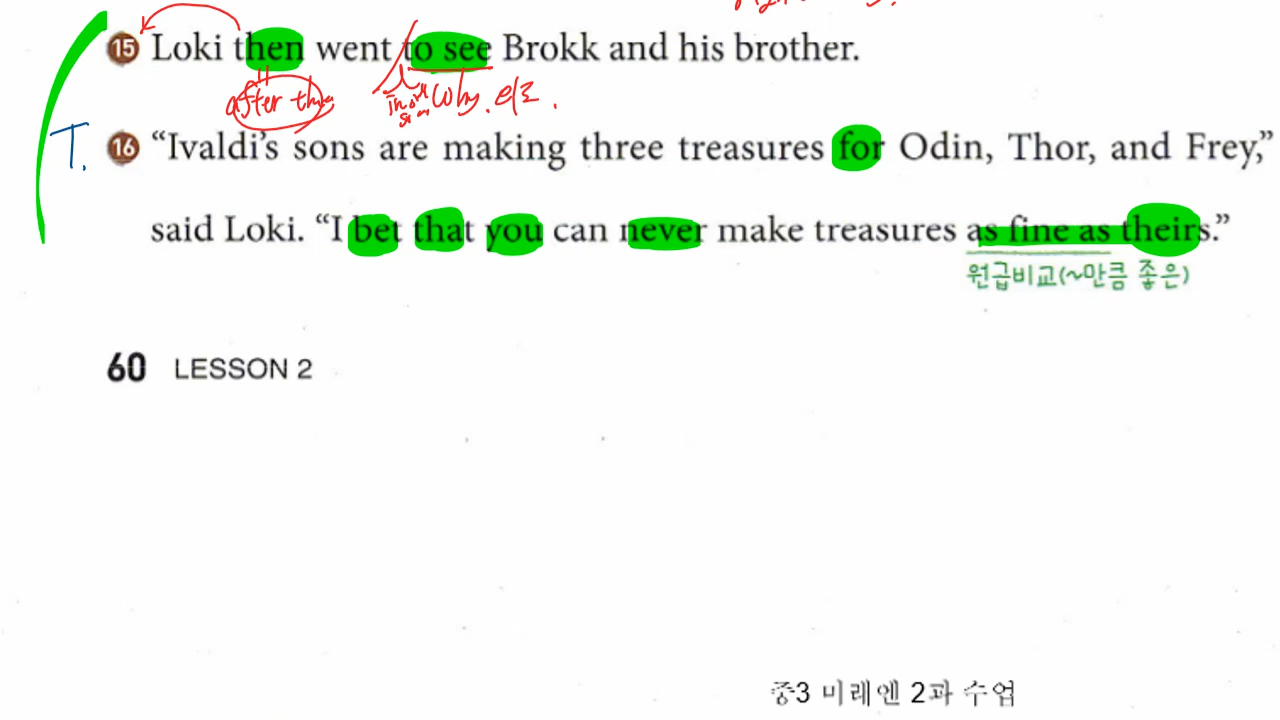 15 Loki then went to see Brokk and his brother.
after this
in order Why.
T.
16 “Ivaldi’s sons are making three treasures for Odin, Thor, and Frey,”
said Loki. “I bet that you can never make treasures as fine as theirs.”
원급비교(~만큼 좋은)
60 LESSON 2
중3 미래엔 2과 수업